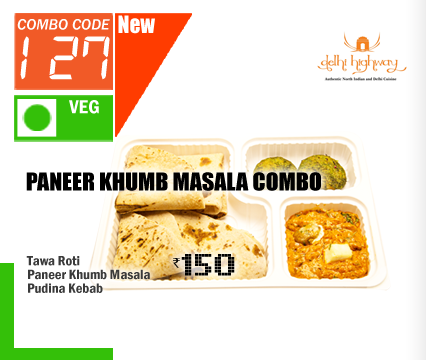 COMBO CODE
New
127
VEG
delhi highway
Authentic North Indian and Delhi Cuisine
PANEER KHUMB MASALA COMBO
Tawa Roti
Paneer Khumb Masala
Pudina Kebab
₹150